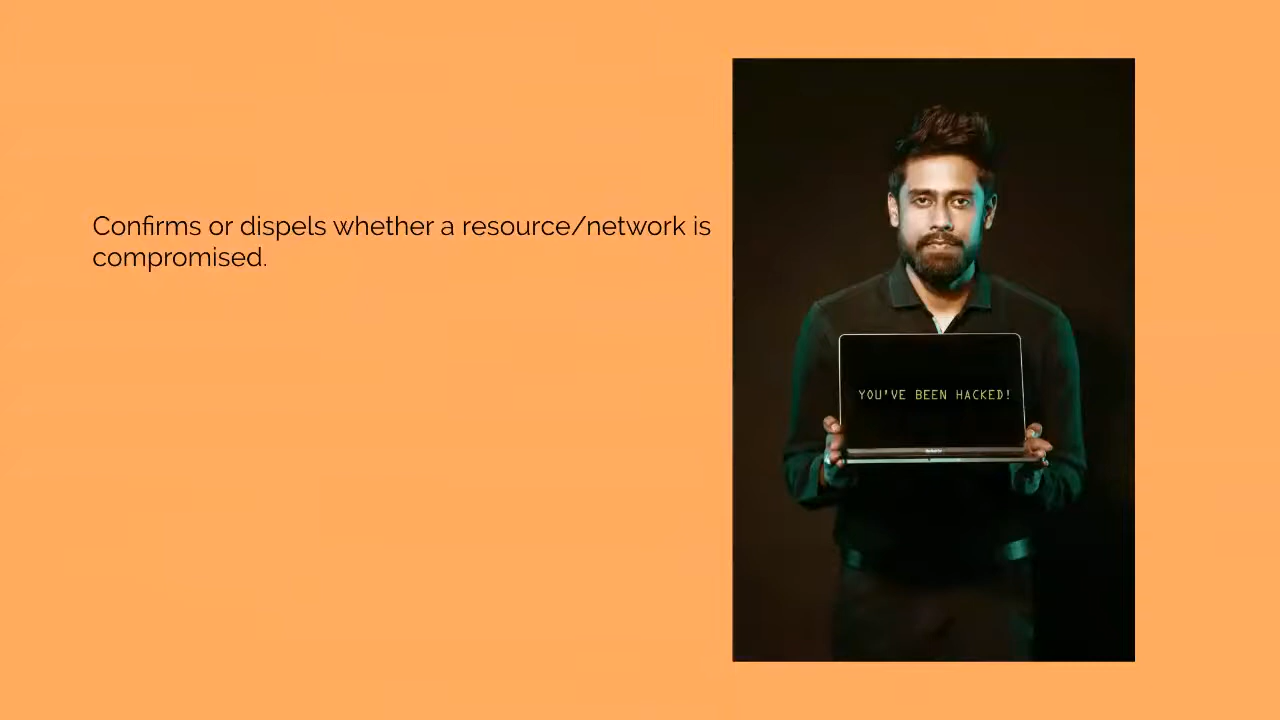 Confirms or dispels whether a resource/network is
compromised.
YOU'VE BEEN HACKED!